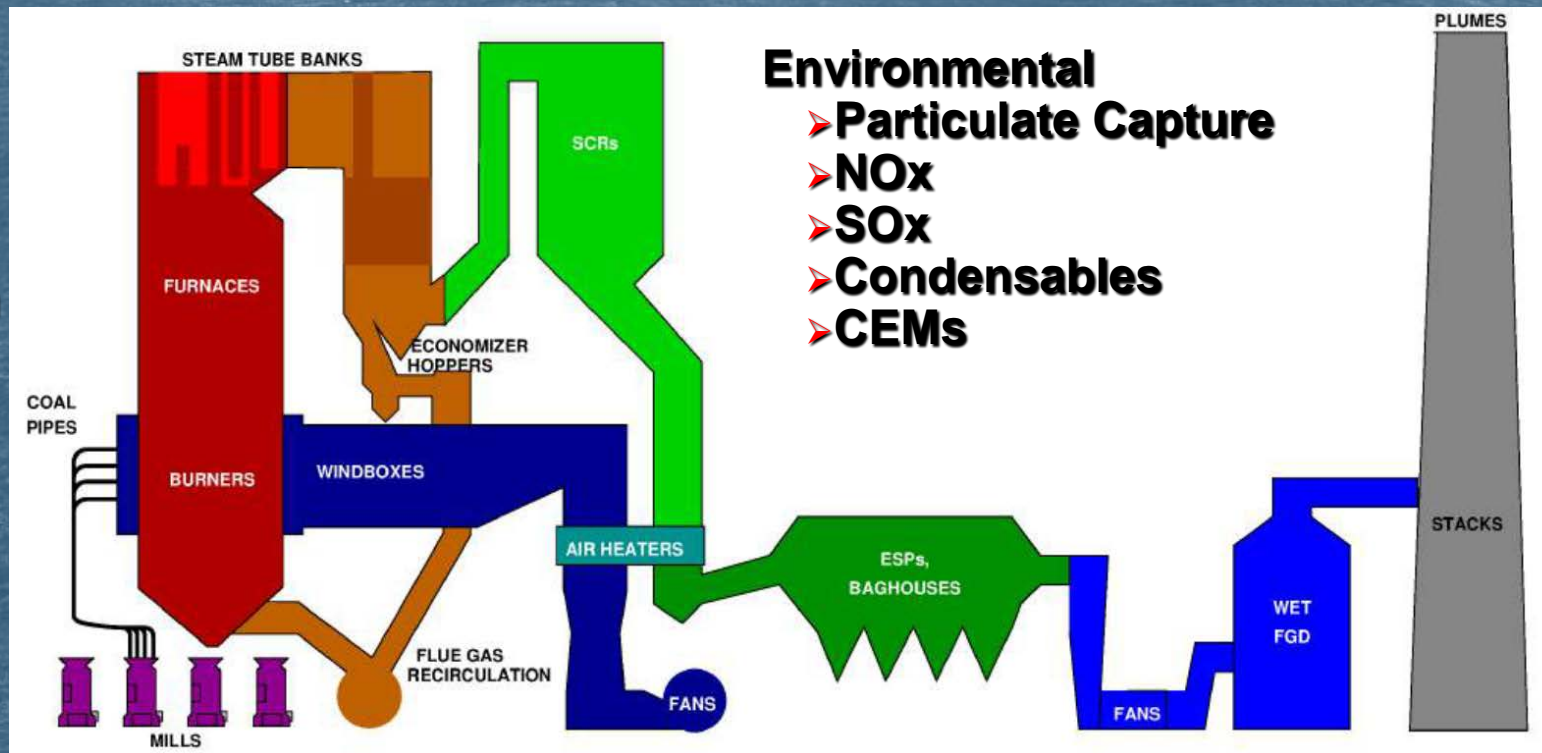 PLUMES
STEAM TUBE BANKS
Environmental
➢Particulate Capture
➢NOx
➢SOx
➢Condensables
➢CEMs
SCRs
FURNACES
ECONOMIZER
HOPPERS
COAL
PIPES
BURNERS
WINDBOXES
AIR HEATERS
ESPs,
BAGHOUSES
STACKS
WET
FGD
FLUE GAS
RECIRCULATION
FANS
FANS
MILLS